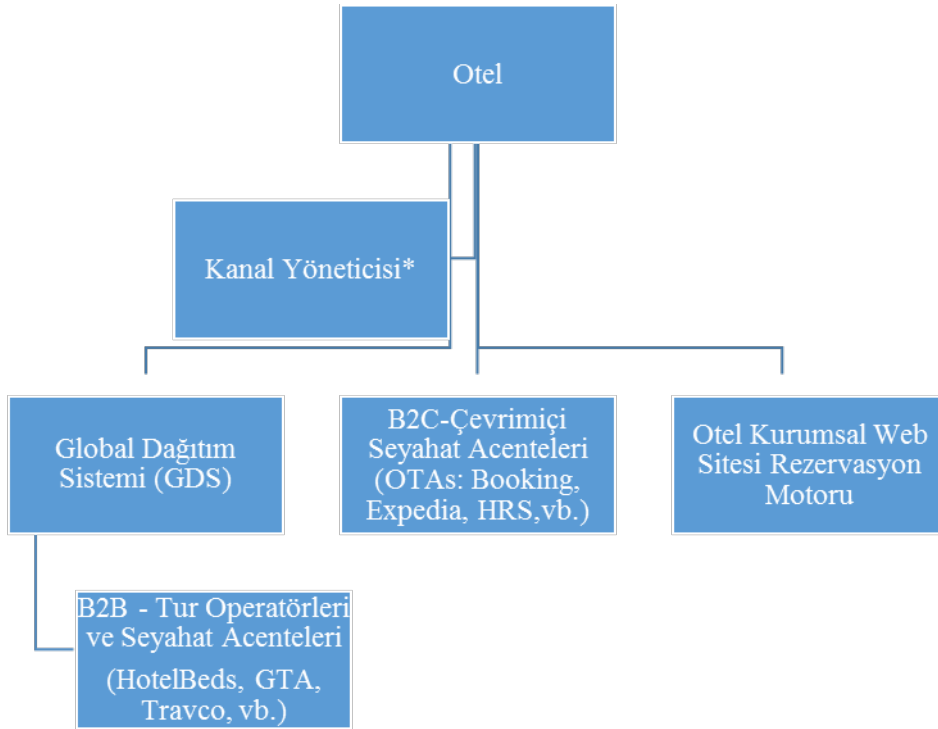 Otel
Kanal Yöneticisi*
Global Dağıtım
Sistemi (GDS)
B2C-Çevrimiçi
Seyahat Acenteleri
(OTAs: Booking,
Expedia, HRS,vb.)
Otel Kurumsal Web
Sitesi Rezervasyon
Motoru
B2B - Tur Operatörleri
ve Seyahat Acenteleri
(HotelBeds, GTA,
Travco, vb.)